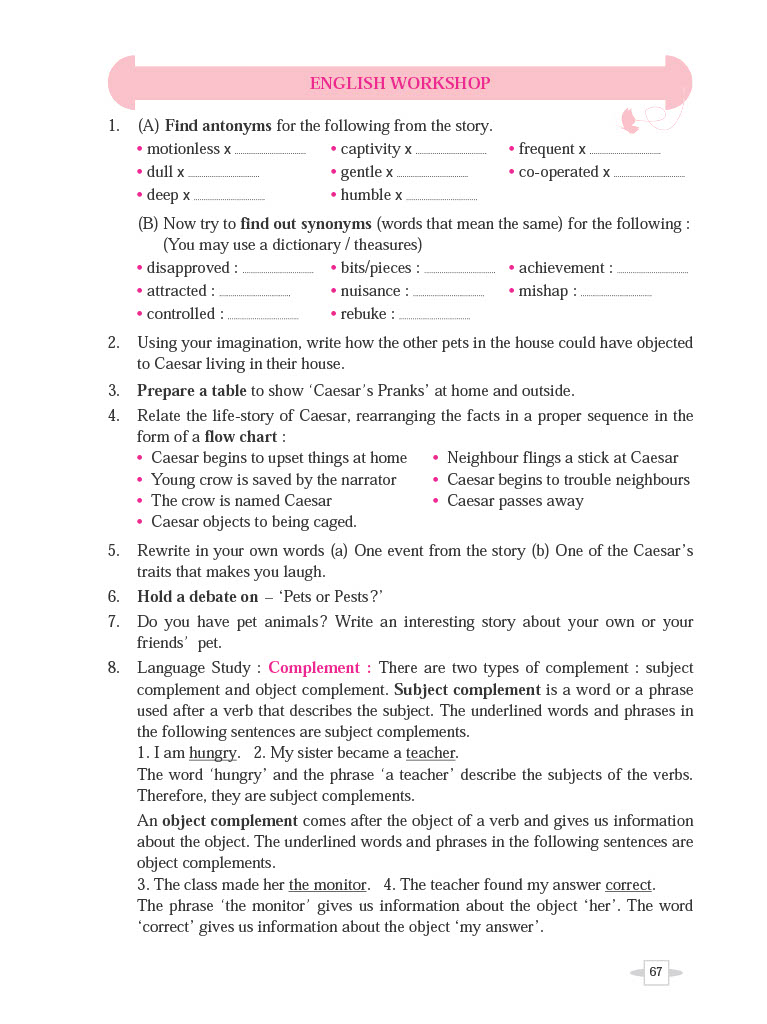 ENGLISH WORKSHOP
1. (A) Find antonyms for the following from the story.
• motionless x .............................. • captivity x .............................. • frequent x ..............................
• dull x .............................. • gentle x .............................. • co-operated x ..............................
• deep x .............................. • humble x ..............................
(B) Now try to find out synonyms (words that mean the same) for the following :
(You may use a dictionary / theasures)
• disapproved : .............................. • bits/pieces : .............................. • achievement : ..............................
• attracted : .............................. • nuisance : .............................. • mishap : ..............................
• controlled : .............................. • rebuke : ..............................
2. Using your imagination, write how the other pets in the house could have objected
to Caesar living in their house.
3. Prepare a table to show ‘Caesar’s Pranks’ at home and outside.
4. Relate the life-story of Caesar, rearranging the facts in a proper sequence in the
form of a flow chart :
• Caesar begins to upset things at home • Neighbour flings a stick at Caesar
• Young crow is saved by the narrator • Caesar begins to trouble neighbours
• The crow is named Caesar • Caesar passes away
• Caesar objects to being caged.
5. Rewrite in your own words (a) One event from the story (b) One of the Caesar’s
traits that makes you laugh.
6. Hold a debate on – ‘Pets or Pests?’
7. Do you have pet animals? Write an interesting story about your own or your
friends’ pet.
8. Language Study : Complement : There are two types of complement : subject
complement and object complement. Subject complement is a word or a phrase
used after a verb that describes the subject. The underlined words and phrases in
the following sentences are subject complements.
1. I am hungry. 2. My sister became a teacher.
The word ‘hungry’ and the phrase ‘a teacher’ describe the subjects of the verbs.
Therefore, they are subject complements.
An object complement comes after the object of a verb and gives us information
about the object. The underlined words and phrases in the following sentences are
object complements.
3. The class made her the monitor. 4. The teacher found my answer correct.
The phrase ‘the monitor’ gives us information about the object ‘her’. The word
‘correct’ gives us information about the object ‘my answer’.
67